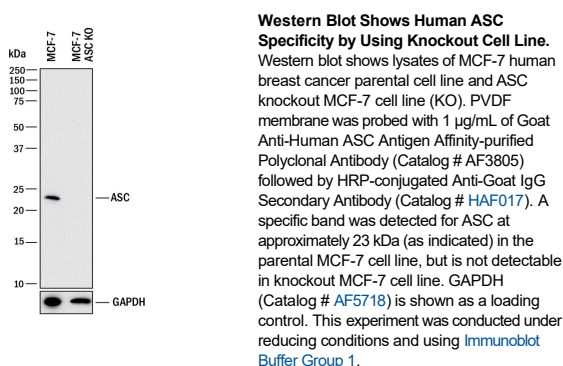 MCF-7
MCF-7
ASC KO
kDa
250
150
100
75
50
37
25
20
15
10
ASC
GAPDH
Western Blot Shows Human ASC
Specificity by Using Knockout Cell Line.
Western blot shows lysates of MCF-7 human
breast cancer parental cell line and ASC
knockout MCF-7 cell line (KO). PVDF
membrane was probed with 1 µg/mL of Goat
Anti-Human ASC Antigen Affinity-purified
Polyclonal Antibody (Catalog # AF3805)
followed by HRP-conjugated Anti-Goat IgG
Secondary Antibody (Catalog # HAF017). A
specific band was detected for ASC at
approximately 23 kDa (as indicated) in the
parental MCF-7 cell line, but is not detectable
in knockout MCF-7 cell line. GAPDH
(Catalog # AF5718) is shown as a loading
control. This experiment was conducted under
reducing conditions and using Immunoblot
Buffer Group 1.